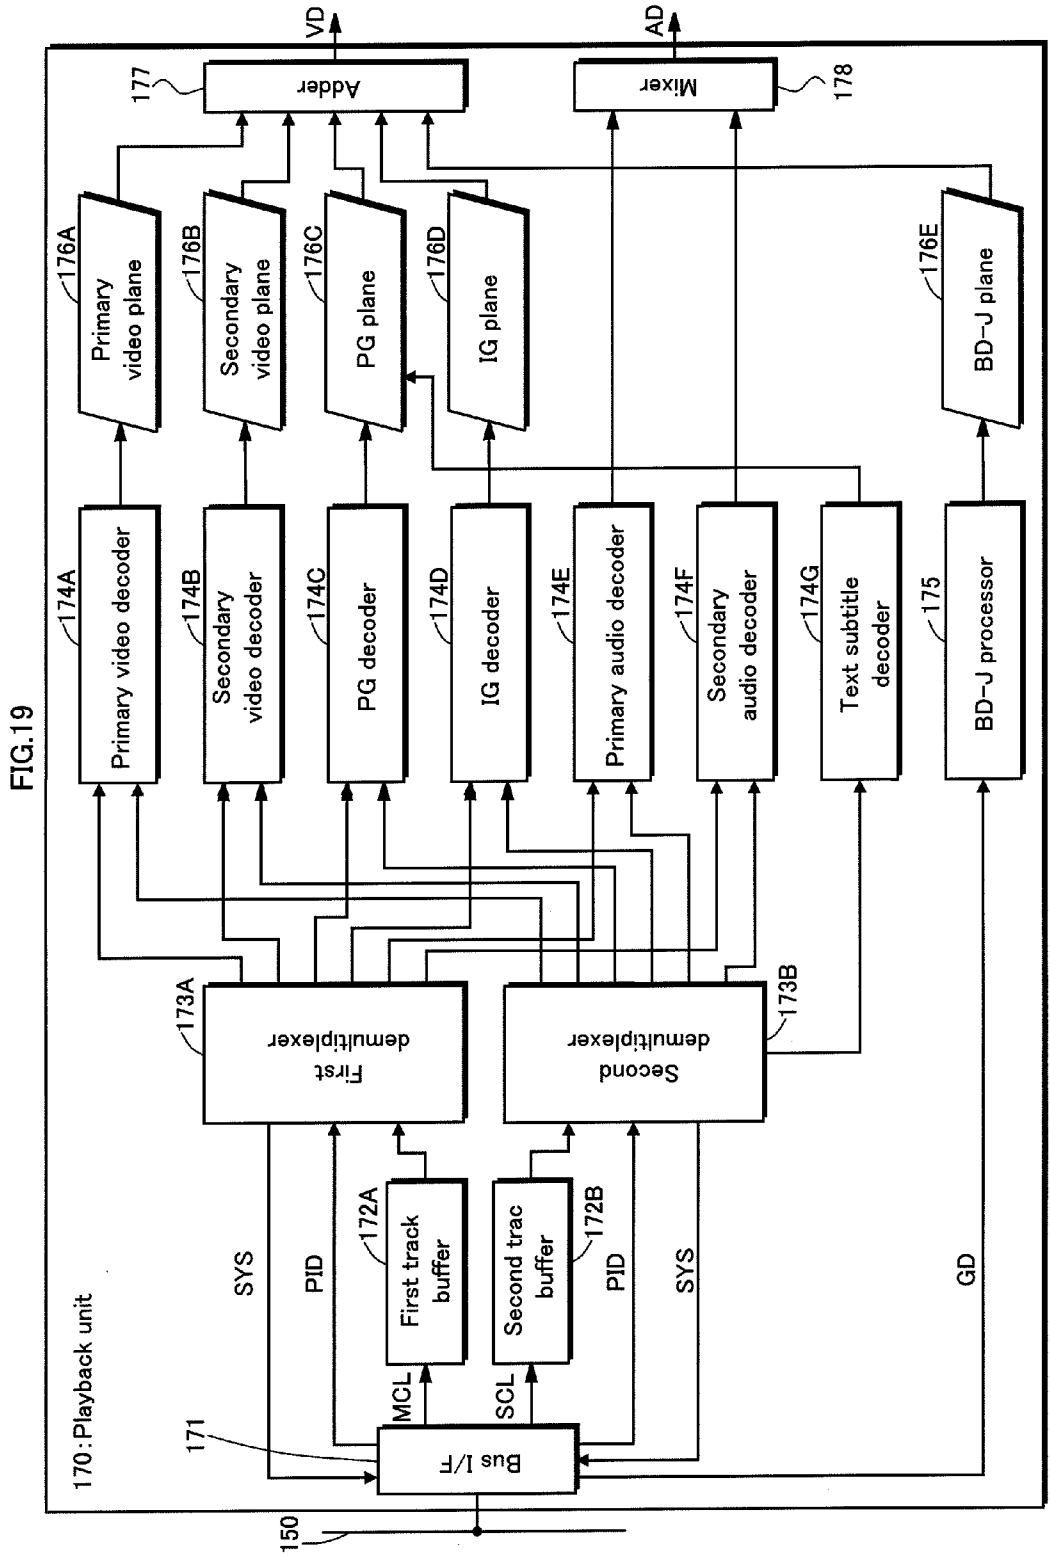 FIG.19
170:Playback unit
150
171
Bus I/F
SYS
PID
MCL
SCL
PID
SYS
GD
172A
First track
buffer
Second trac
buffer
172B
173A
First
demultiplexer
Second
demultiplexer
173B
174A
Primary video decoder
174B
Secondary
video decoder
174C
PG decoder
174D
IG decoder
174E
Primary audio decoder
174F
Secondary
audio decoder
174G
Text subtitle
decoder
175
BD-J processor
176A
Primary
video plane
176B
Secondary
video plane
176C
PG plane
176D
IG plane
176E
BD-J plane
177
Adder
VD
Mixer
178
AD